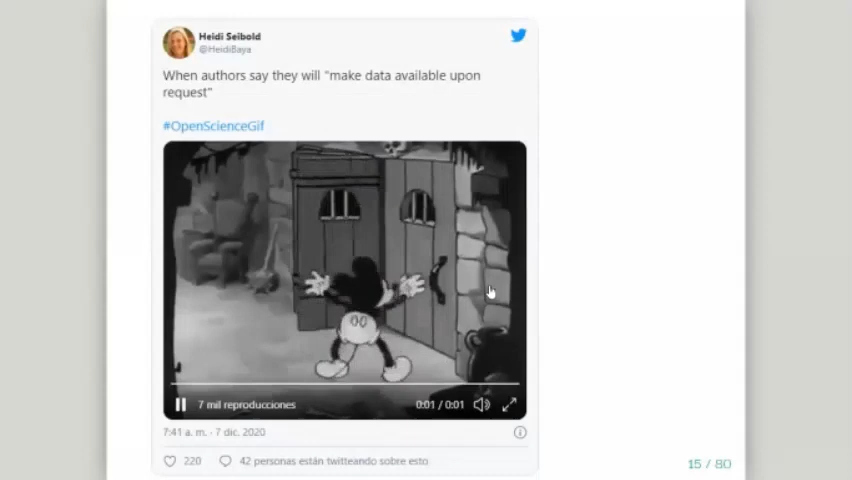 Heidi Seibold
@HeidiBaya
When authors say they will "make data available upon
request"
#OpenScienceGif
7 mil reproducciones
0:01 / 0:01
7:41 a. m. · 7 dic. 2020
220
42 personas están twitteando sobre esto
15 / 80